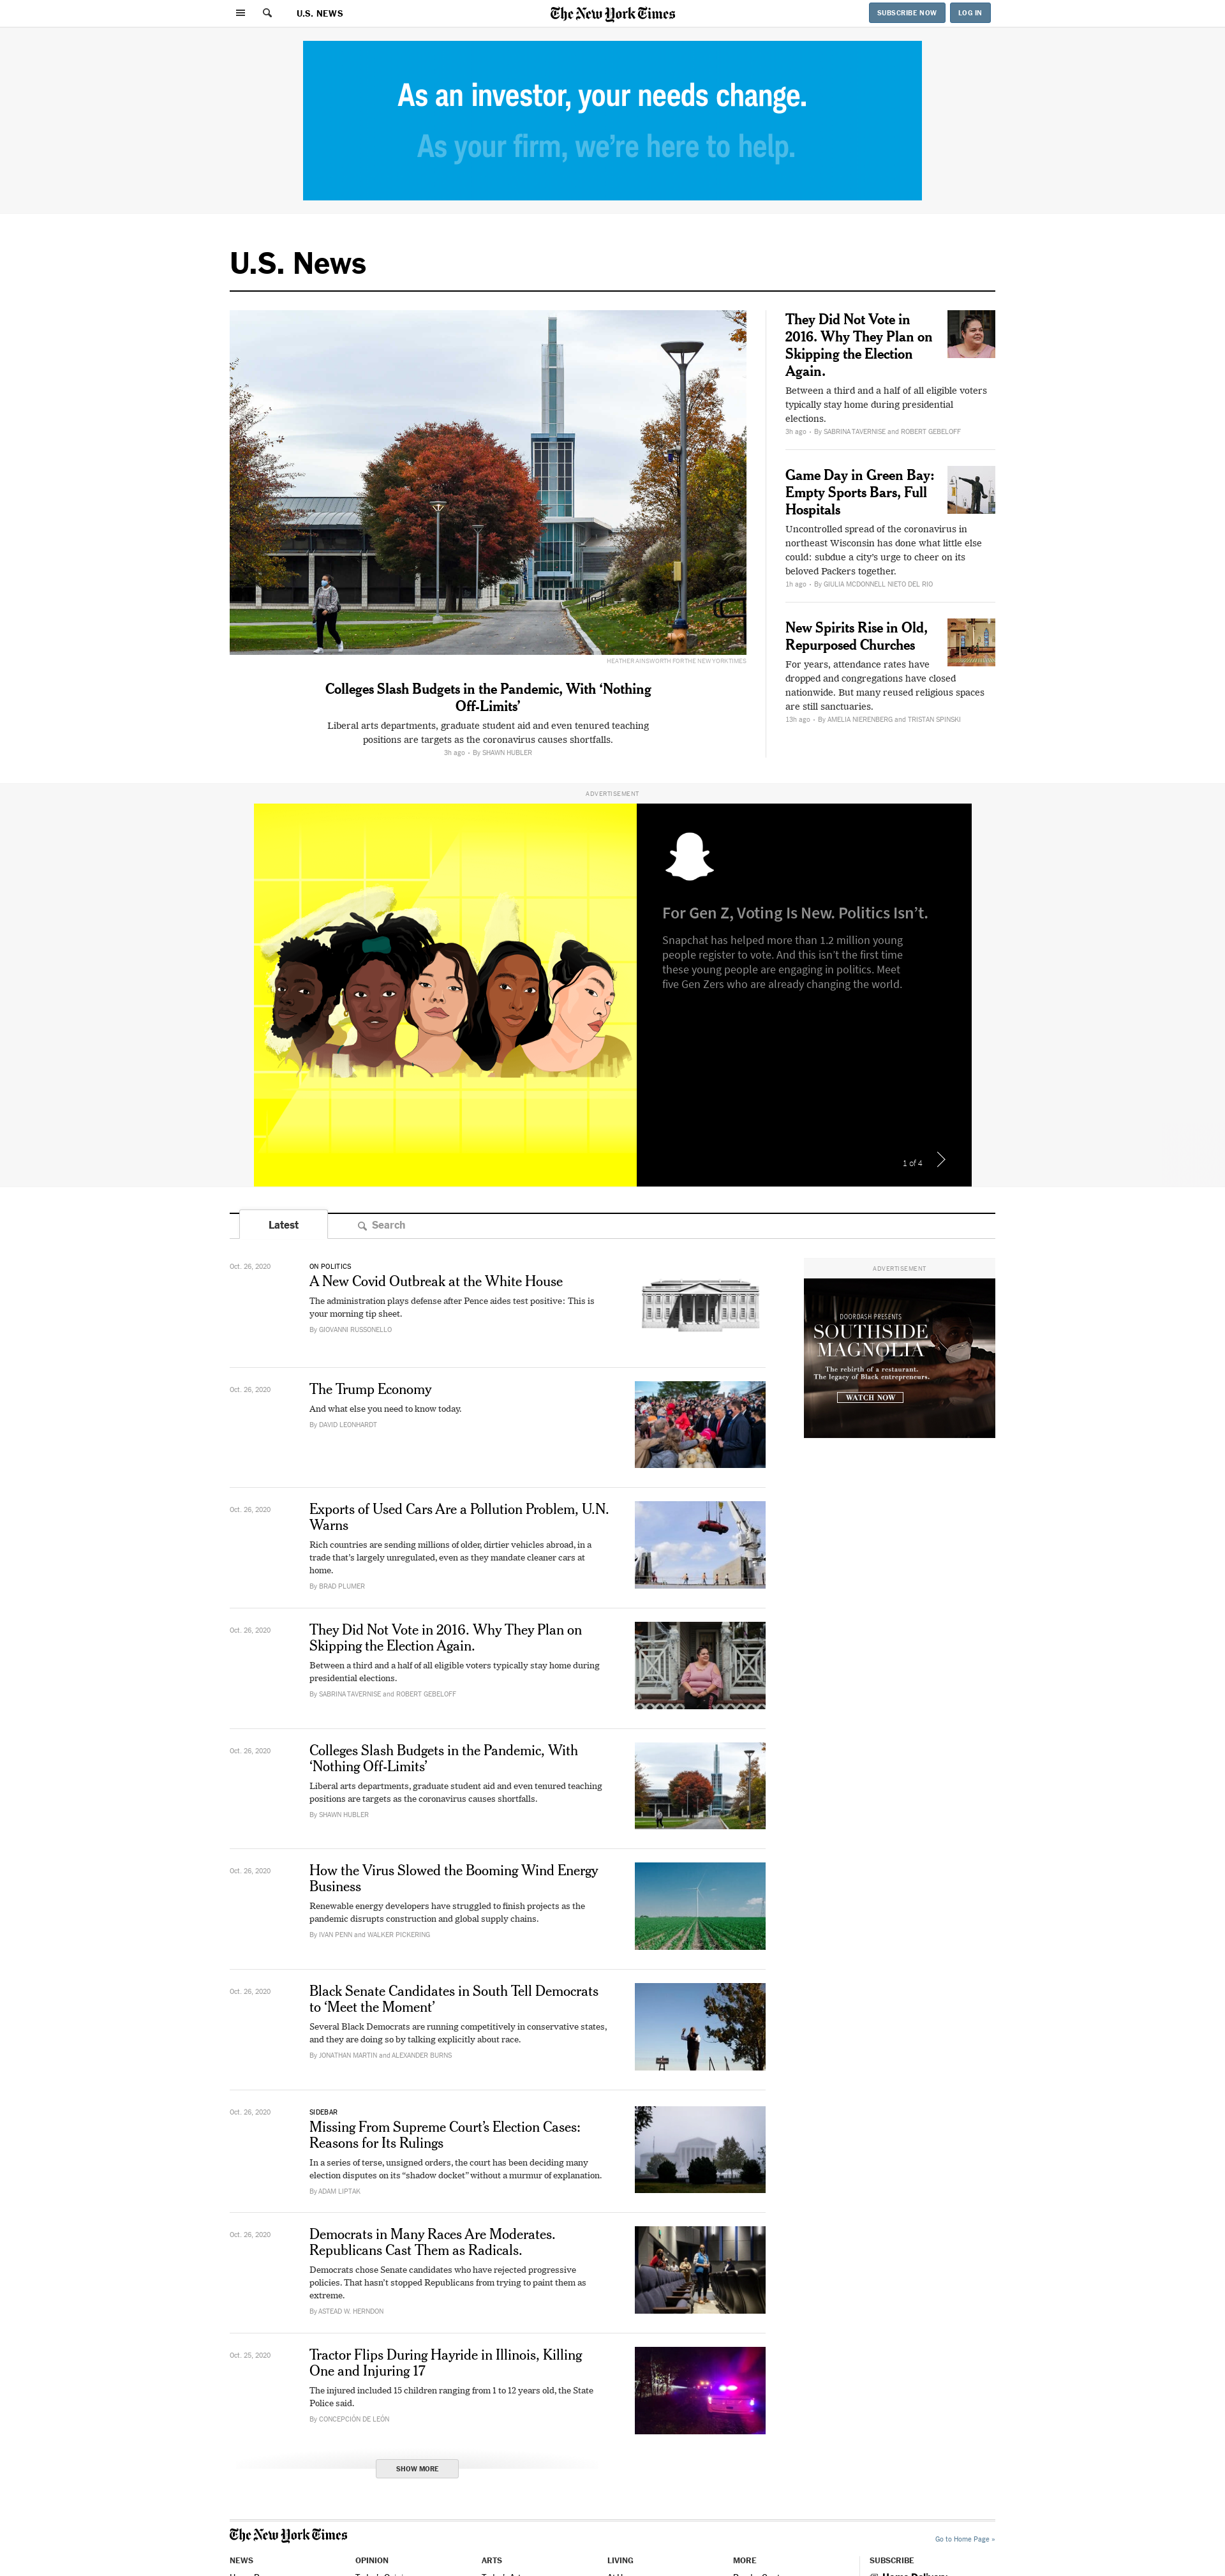 U.S. NEWS
The New York Times
SUBSCRIBE NOW
LOG IN
As an investor, your needs change.
As your firm, we're here to help.
U.S. News
HEATHER AINSWORTH FOR THE NEW YORK TIMES
Colleges Slash Budgets in the Pandemic, With ‘Nothing
Off-Limits’
Liberal arts departments, graduate student aid and even tenured teaching
positions are targets as the coronavirus causes shortfalls.
3h ago • By SHAWN HUBLER
They Did Not Vote in
2016. Why They Plan on
Skipping the Election
Again.
Between a third and a half of all eligible voters
typically stay home during presidential
elections.
3h ago • By SABRINA TAVERNISE and ROBERT GEBELOFF
Game Day in Green Bay:
Empty Sports Bars, Full
Hospitals
Uncontrolled spread of the coronavirus in
northeast Wisconsin has done what little else
could: subdue a city's urge to cheer on its
beloved Packers together.
1h ago • By GIULIA MCDONNELL NIETO DEL RIO
New Spirits Rise in Old,
Repurposed Churches
For years, attendance rates have
dropped and congregations have closed
nationwide. But many reused religious spaces
are still sanctuaries.
13h ago • By AMELIA NIERENBERG and TRISTAN SPINSKI
ADVERTISEMENT
For Gen Z, Voting Is New. Politics Isn’t.
Snapchat has helped more than 1.2 million young
people register to vote. And this isn’t the first time
these young people are engaging in politics. Meet
five Gen Zers who are already changing the world.
1 of 4
Latest
Search
Oct. 26, 2020
ON POLITICS
A New Covid Outbreak at the White House
The administration plays defense after Pence aides test positive: This is
your morning tip sheet.
By GIOVANNI RUSSONELLO
ADVERTISEMENT
DOORDASH PRESENTS
SOUTHSIDE
MAGNOLIA
The rebirth of a restaurant.
The legacy of Black entrepreneurs.
WATCH NOW
Oct. 26, 2020
The Trump Economy
And what else you need to know today.
By DAVID LEONHARDT
Oct. 26, 2020
Exports of Used Cars Are a Pollution Problem, U.N.
Warns
Rich countries are sending millions of older, dirtier vehicles abroad, in a
trade that’s largely unregulated, even as they mandate cleaner cars at
home.
By BRAD PLUMER
Oct. 26, 2020
They Did Not Vote in 2016. Why They Plan on
Skipping the Election Again.
Between a third and a half of all eligible voters typically stay home during
presidential elections.
By SABRINA TAVERNISE and ROBERT GEBELOFF
Oct. 26, 2020
Colleges Slash Budgets in the Pandemic, With
‘Nothing Off-Limits’
Liberal arts departments, graduate student aid and even tenured teaching
positions are targets as the coronavirus causes shortfalls.
By SHAWN HUBLER
Oct. 26, 2020
How the Virus Slowed the Booming Wind Energy
Business
Renewable energy developers have struggled to finish projects as the
pandemic disrupts construction and global supply chains.
By IVAN PENN and WALKER PICKERING
Oct. 26, 2020
Black Senate Candidates in South Tell Democrats
to ‘Meet the Moment’
Several Black Democrats are running competitively in conservative states,
and they are doing so by talking explicitly about race.
By JONATHAN MARTIN and ALEXANDER BURNS
Oct. 26, 2020
SIDEBAR
Missing From Supreme Court’s Election Cases:
Reasons for Its Rulings
In a series of terse, unsigned orders, the court has been deciding many
election disputes on its “shadow docket” without a murmur of explanation.
By ADAM LIPTAK
Oct. 26, 2020
Democrats in Many Races Are Moderates.
Republicans Cast Them as Radicals.
Democrats chose Senate candidates who have rejected progressive
policies. That hasn’t stopped Republicans from trying to paint them as
extreme.
By ASTEAD W. HERNDON
Oct. 25, 2020
Tractor Flips During Hayride in Illinois, Killing
One and Injuring 17
The injured included 15 children ranging from 1 to 12 years old, the State
Police said.
By CONCEPCIÓN DE LEÓN
SHOW MORE
The New York Times
Go to Home Page »
NEWS
OPINION
ARTS
LIVING
MORE
SUBSCRIBE